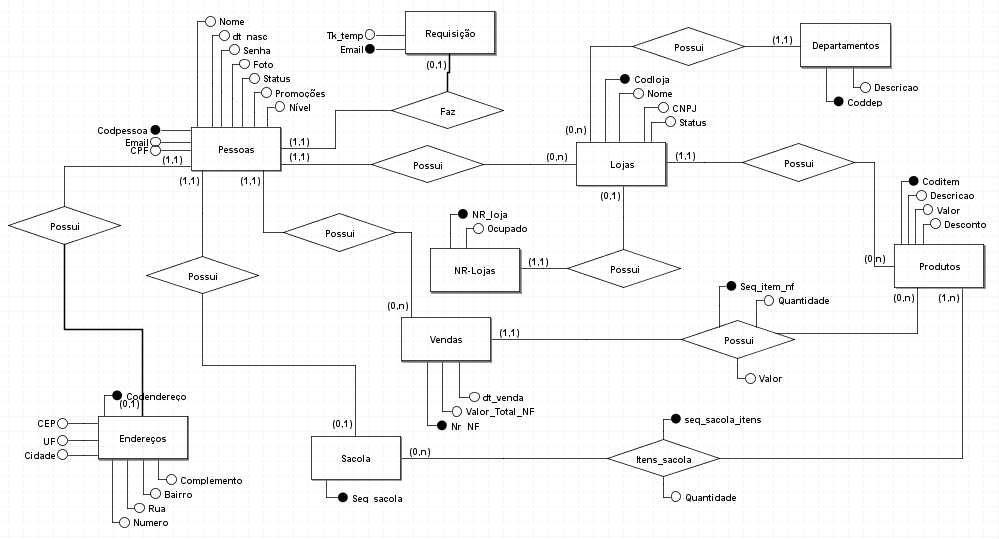 Nome
dt_nasc
Senha
Foto
Status
Promoções
Nível
Codpessoa
Email
CPF
(1,1)
Pessoas
(1,1)
(1,1)
(1,1)
(1,1)
Tk_temp
Email
Requisição
(0,1)
Faz
Possui
(0,n)
Possui
(1,1)
Departamentos
Descricao
Coddep
Codloja
Nome
CNPJ
Status
(0,n)
Lojas
(1,1)
(0,1)
Possui
Coditem
Descricao
Valor
Desconto
(0,n)
Produtos
(0,n)
(1,n)
Possui
Possui
Possui
NR_loja
Ocupado
NR-Lojas
(1,1)
Possui
(0,n)
Vendas
(1,1)
dt_venda
Valor_Total_NF
Nr_NF
Seq_item_nf
Quantidade
Possui
Valor
Codendereço
(0,1)
CEP
UF
Cidade
Endereços
Complemento
Bairro
Rua
Numero
(0,1)
Sacola
(0,n)
Seq_sacola
seq_sacola_itens
Itens_sacola
Quantidade